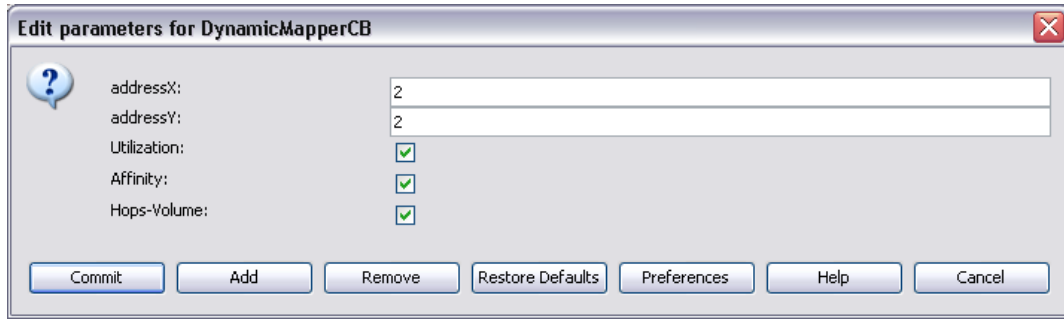 Edit parameters for DynamicMapperCB
addressX: 2
addressY: 2
Utilization:
Affinity:
Hops-Volume:
Commit Add Remove Restore Defaults Preferences Help Cancel